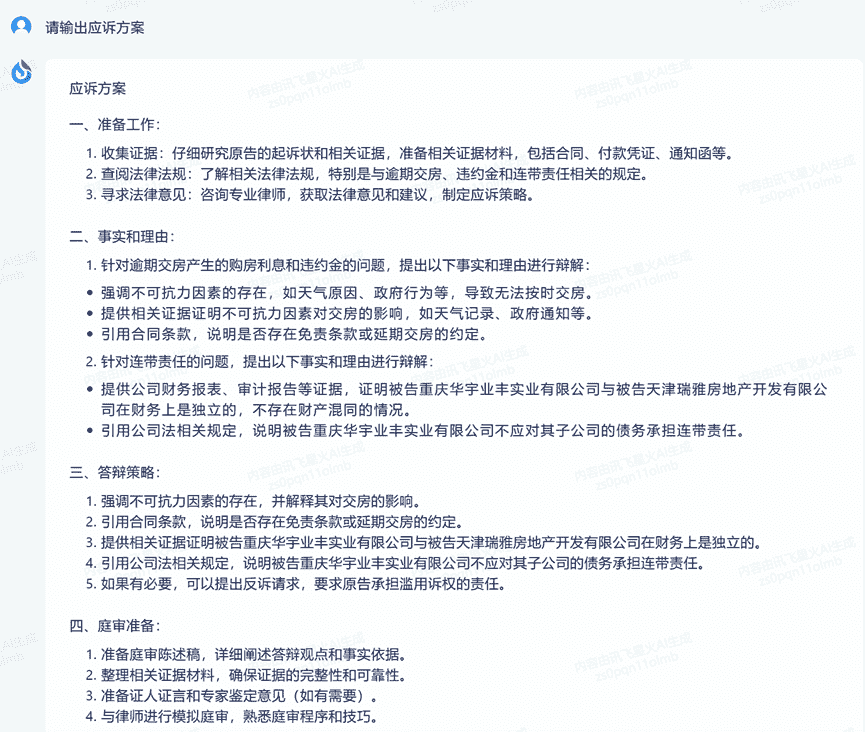 请输出应诉方案
应诉方案
一、准备工作：
1. 收集证据：仔细研究原告的起诉状和相关证据，准备相关证据材料，包括合同、付款凭证、通知函等。
2. 查阅法律法规：了解相关法律法规，特别是与逾期交房、违约金和连带责任相关的规定。
3. 寻求法律意见：咨询专业律师，获取法律意见和建议，制定应诉策略。
二、事实和理由：
1. 针对逾期交房产生的购房利息和违约金的问题，提出以下事实和理由进行辩解：
• 强调不可抗力因素的存在，如天气原因、政府行为等，导致无法按时交房。
• 提供相关证据证明不可抗力因素对交房的影响，如天气记录、政府通知等。
• 引用合同条款，说明是否存在免责条款或延期交房的约定。
2. 针对连带责任的问题，提出以下事实和理由进行辩解：
• 提供公司财务报表、审计报告等证据，证明被告重庆华宇业丰实业有限公司与被告天津瑞雅房地产开发有限公
司在财务上是独立的，不存在财产混同的情况。
• 引用公司法相关规定，说明被告重庆华宇业丰实业有限公司不应对其子公司的债务承担连带责任。
三、答辩策略：
1. 强调不可抗力因素的存在，并解释其对交房的影响。
2. 引用合同条款，说明是否存在免责条款或延期交房的约定。
3. 提供相关证据证明被告重庆华宇业丰实业有限公司与被告天津瑞雅房地产开发有限公司在财务上是独立的。
4. 引用公司法相关规定，说明被告重庆华宇业丰实业有限公司不应对其子公司的债务承担连带责任。
5. 如果有必要，可以提出反诉请求，要求原告承担滥用诉权的责任。
四、庭审准备：
1. 准备庭审陈述稿，详细阐述答辩观点和事实依据。
2. 整理相关证据材料，确保证据的完整性和可靠性。
3. 准备证人证言和专家鉴定意见（如有需要）。
4. 与律师进行模拟庭审，熟悉庭审程序和技巧。
内容由讯飞星火AI生成